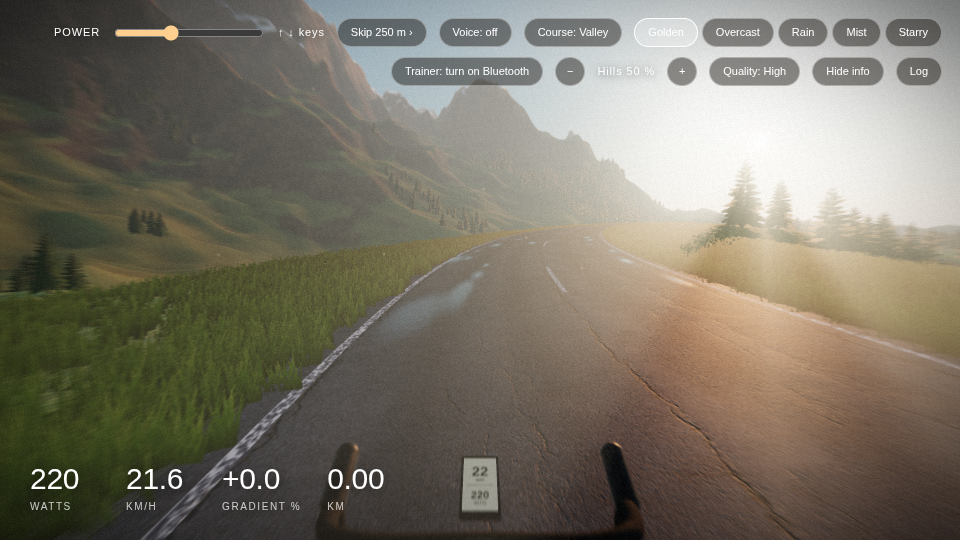 POWER ↑ ↓ keys Skip 250 m › Voice: off Course: Valley Golden Overcast Rain Mist Starry
Trainer: turn on Bluetooth − Hills 50 % + Quality: High Hide info Log
22
220
220 21.6 +0.0 0.00
WATTS KM/H GRADIENT % KM